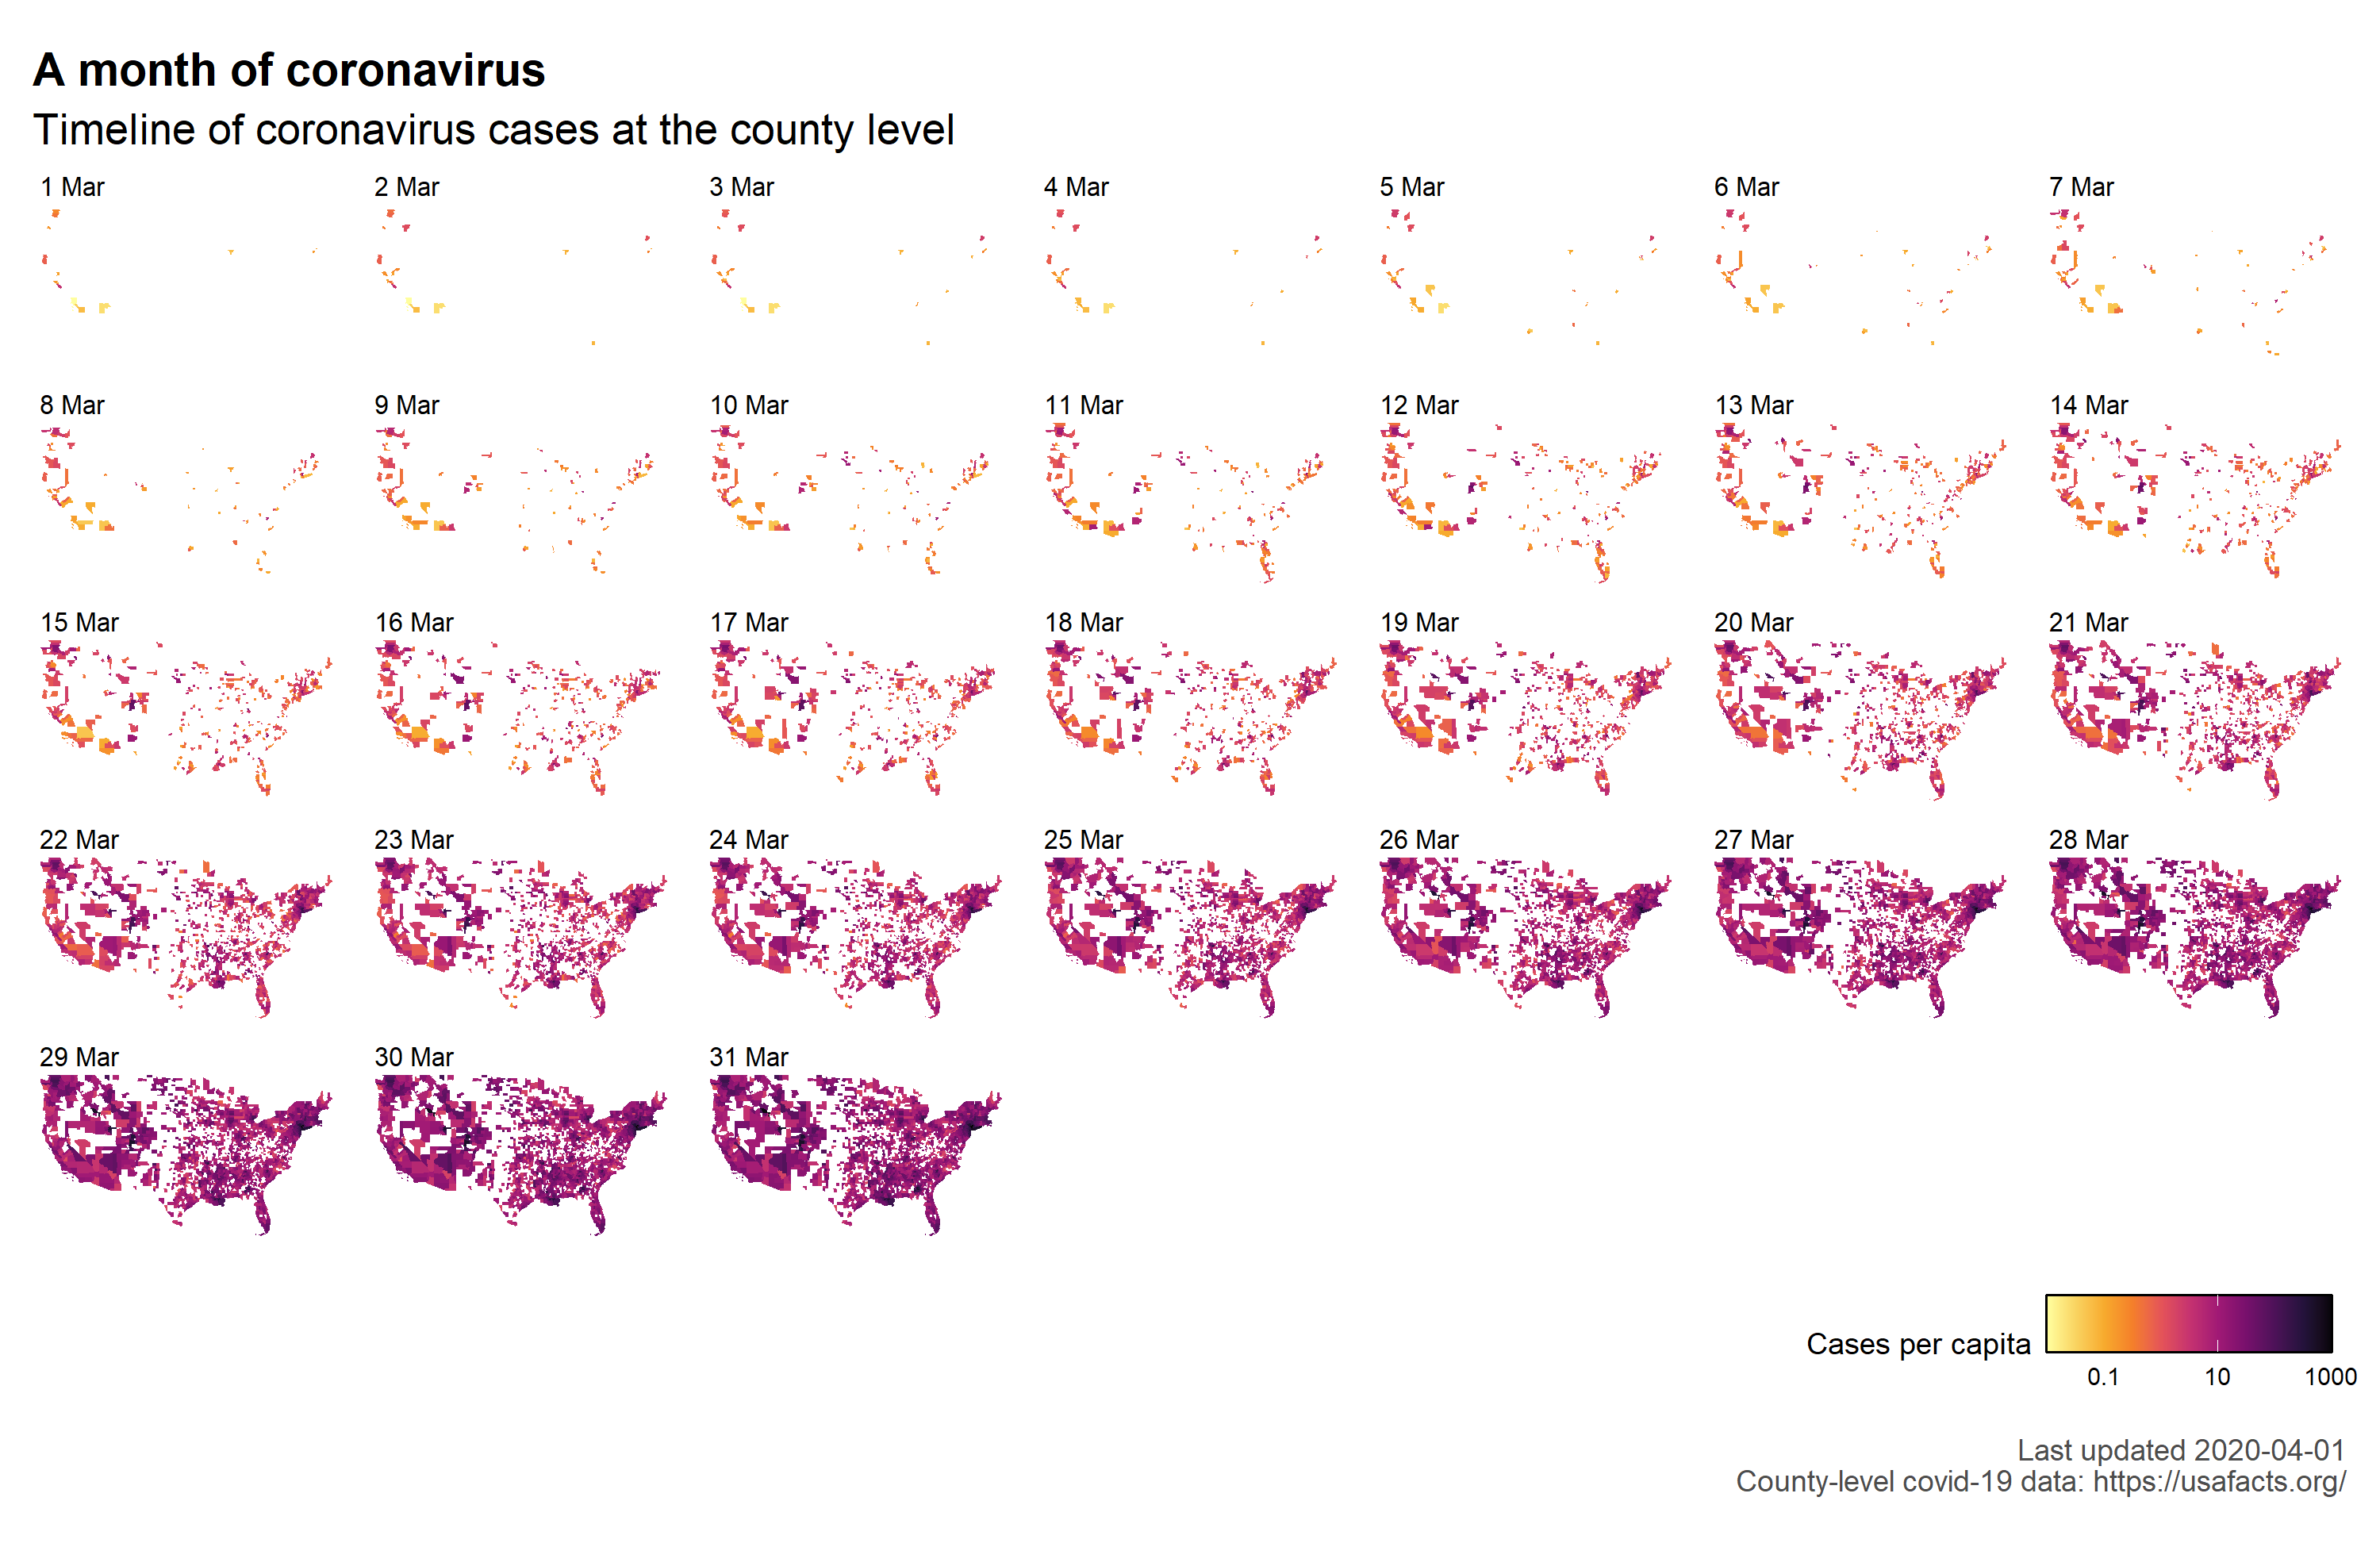 A month of coronavirus
Timeline of coronavirus cases at the county level
1 Mar
2 Mar
3 Mar
4 Mar
5 Mar
6 Mar
7 Mar
8 Mar
9 Mar
10 Mar
11 Mar
12 Mar
13 Mar
14 Mar
15 Mar
16 Mar
17 Mar
18 Mar
19 Mar
20 Mar
21 Mar
22 Mar
23 Mar
24 Mar
25 Mar
26 Mar
27 Mar
28 Mar
29 Mar
30 Mar
31 Mar
Cases per capita
0.1
10
1000
Last updated 2020-04-01
County-level covid-19 data: https://usafacts.org/